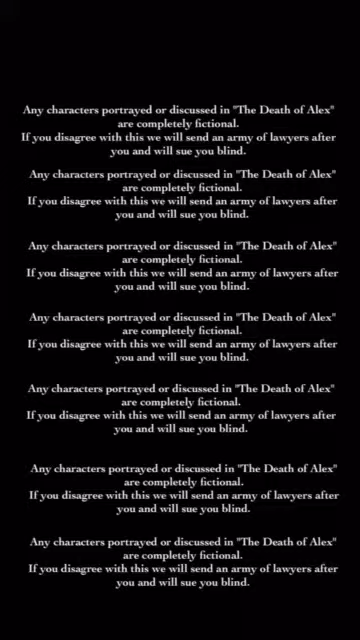 Any characters portrayed or discussed in "The Death of Alex"
are completely fictional.
If you disagree with this we will send an army of lawyers after
you and will sue you blind.
Any characters portrayed or discussed in "The Death of Alex"
are completely fictional.
If you disagree with this we will send an army of lawyers after
you and will sue you blind.
Any characters portrayed or discussed in "The Death of Alex"
are completely fictional.
If you disagree with this we will send an army of lawyers after
you and will sue you blind.
Any characters portrayed or discussed in "The Death of Alex"
are completely fictional.
If you disagree with this we will send an army of lawyers after
you and will sue you blind.
Any characters portrayed or discussed in "The Death of Alex"
are completely fictional.
If you disagree with this we will send an army of lawyers after
you and will sue you blind.
Any characters portrayed or discussed in "The Death of Alex"
are completely fictional.
If you disagree with this we will send an army of lawyers after
you and will sue you blind.
Any characters portrayed or discussed in "The Death of Alex"
are completely fictional.
If you disagree with this we will send an army of lawyers after
you and will sue you blind.